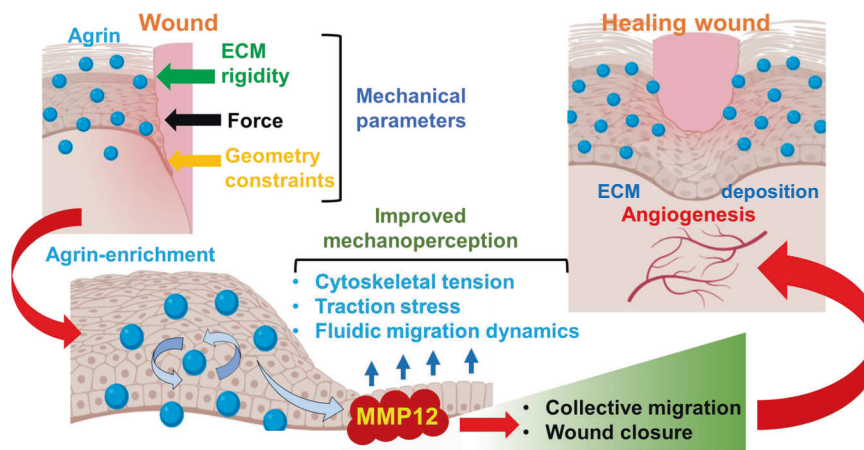 Wound
Agrin
ECM
rigidity
Force
Geometry
constraints
Mechanical
parameters
Healing wound
ECM deposition
Angiogenesis
Agrin-enrichment
Improved
mechanoperception
• Cytoskeletal tension
• Traction stress
• Fluidic migration dynamics
MMP12
• Collective migration
• Wound closure